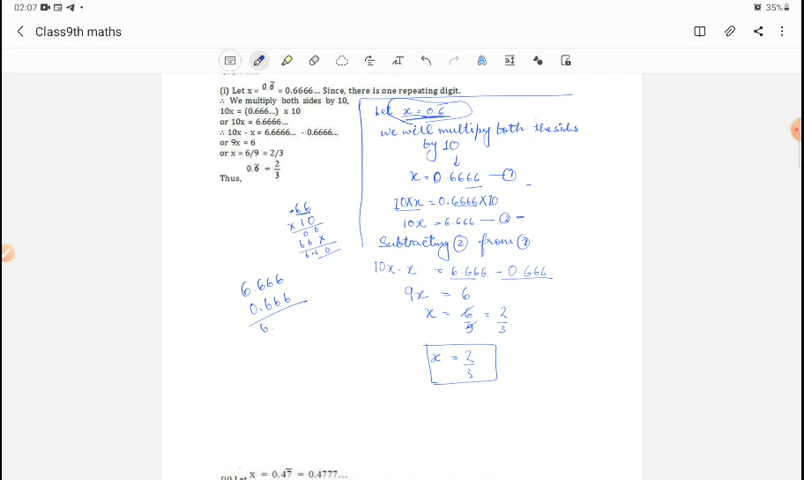 02:07
35%
Class9th maths
(i) Let x = 0.6̅ = 0.6666... Since, there is one repeating digit.
∴ We multiply both sides by 10,
10x = (0.666...) x 10
or 10x = 6.6666...
∴ 10x - x = 6.6666... - 0.6666...
or 9x = 6
or x = 6/9 = 2/3
Thus, 0.6̅ = 2/3
Let x = 0.6̅
we will multipy both the sides
by 10
↓
x = 0 6666 — ①
10Xx = 0.6666X10
10x = 6.666 — ② -
Subtracting ② from ①
10x - x = 6.666 - 0.666
9x = 6
x = 6/9 = 2/3
x = 2/3
.66
x 10
00
66 x
6.60
6.666
0.666
6.
(ii) Let x = 0.47̅ = 0.4777...